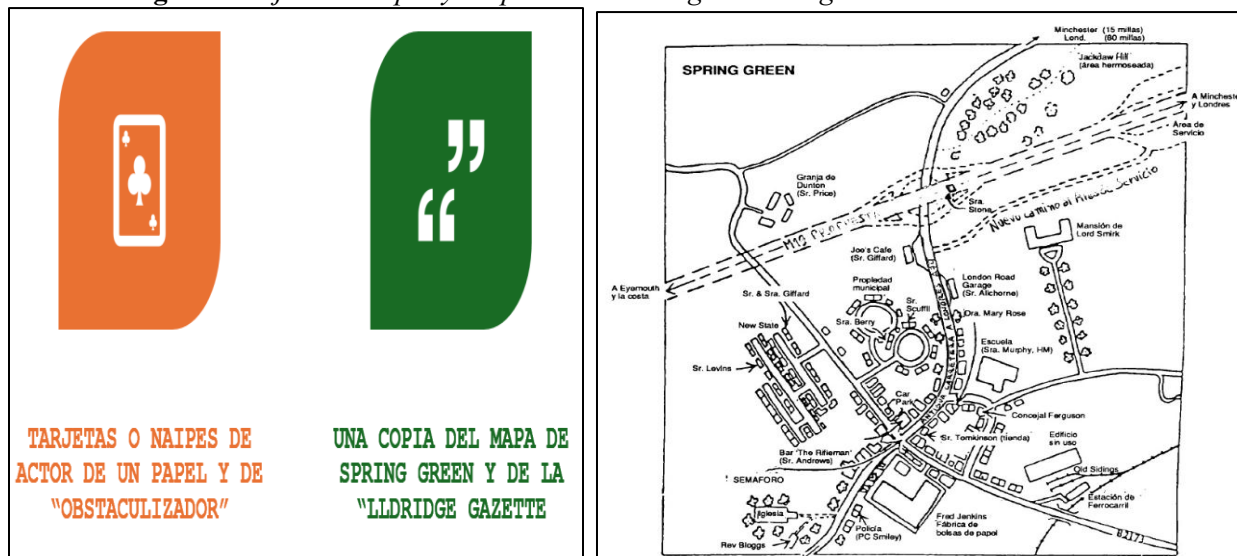 TARJETAS O NAIPES DE
ACTOR DE UN PAPEL Y DE
“OBSTACULIZADOR”
UNA COPIA DEL MAPA DE
SPRING GREEN Y DE LA
“LLDRIDGE GAZETTE
Minchester (15 millas)
Lond. (60 millas)
SPRING GREEN
Jackdaw Hill
(área hermoseada)
A Minchester
y Londres
Area de
Servicio
Granja de
Dunton
(Sr. Price)
Sra.
Stone
Nuevo camino al Area de Servicio
M19 Propuesta
Mansión de
Lord Smirk
Joe's Cafe
(Sr. Giffard)
A Eyemouth
y la costa
Propiedad
municipal
London Road
Garage
(Sr. Alichorne)
Sr. & Sra. Giffard
Sr.
Scuffil
Dra. Mary Rose
New State
Sra. Berry
Escuela
(Sra. Murphy, HM)
Sr. Levins
Car
Park
Concejal Ferguson
Sr. Tomkinson (tienda)
Edificio
sin uso
Bar 'The Rifleman'
(Sr. Andrews)
Old Sidings
SEMAFORO
Estación de
Ferrocarril
Iglesia
Policía
(PC Smiley)
Fred Jenkins
Fábrica de
bolsas de papol
Rev Bloggs